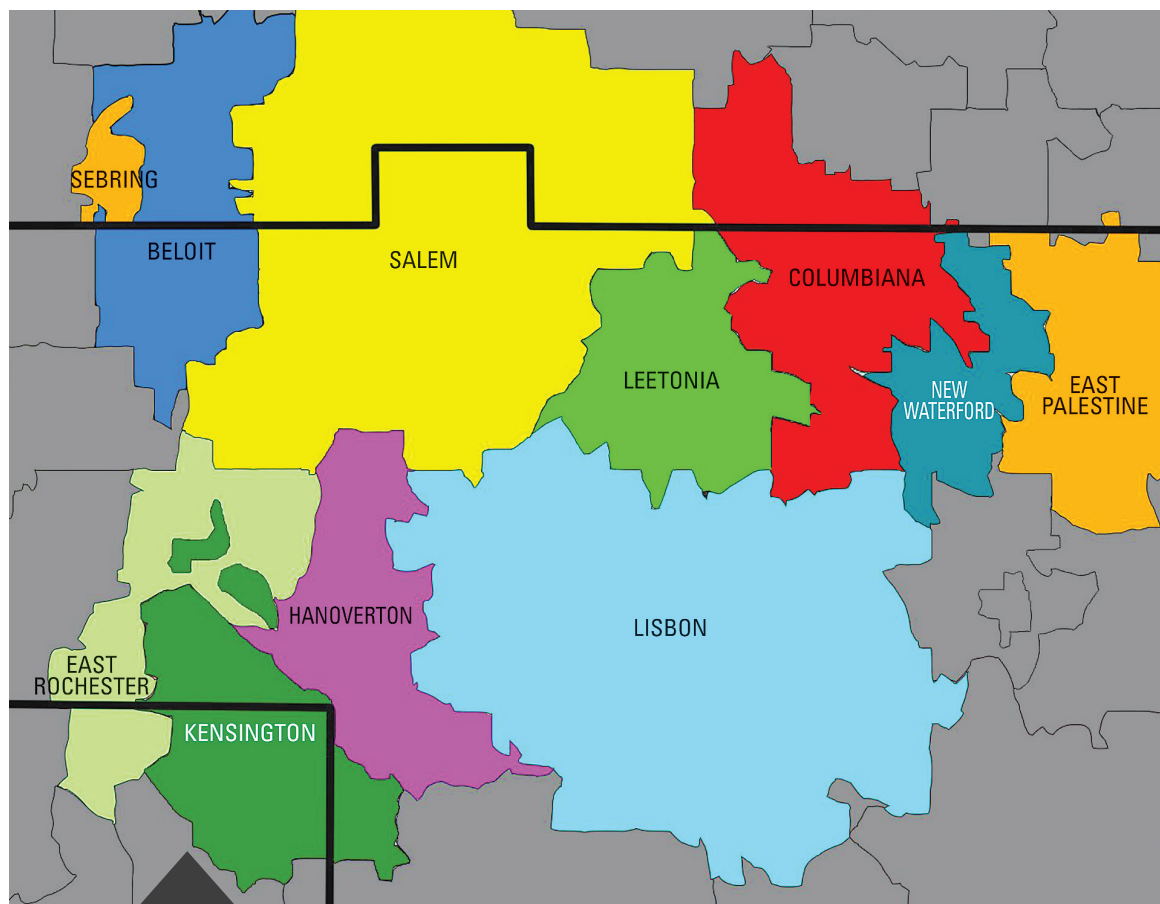 SEBRING
BELOIT
SALEM
COLUMBIANA
LEETONIA
NEW
WATERFORD
EAST
PALESTINE
HANOVERTON
LISBON
EAST
ROCHESTER
KENSINGTON